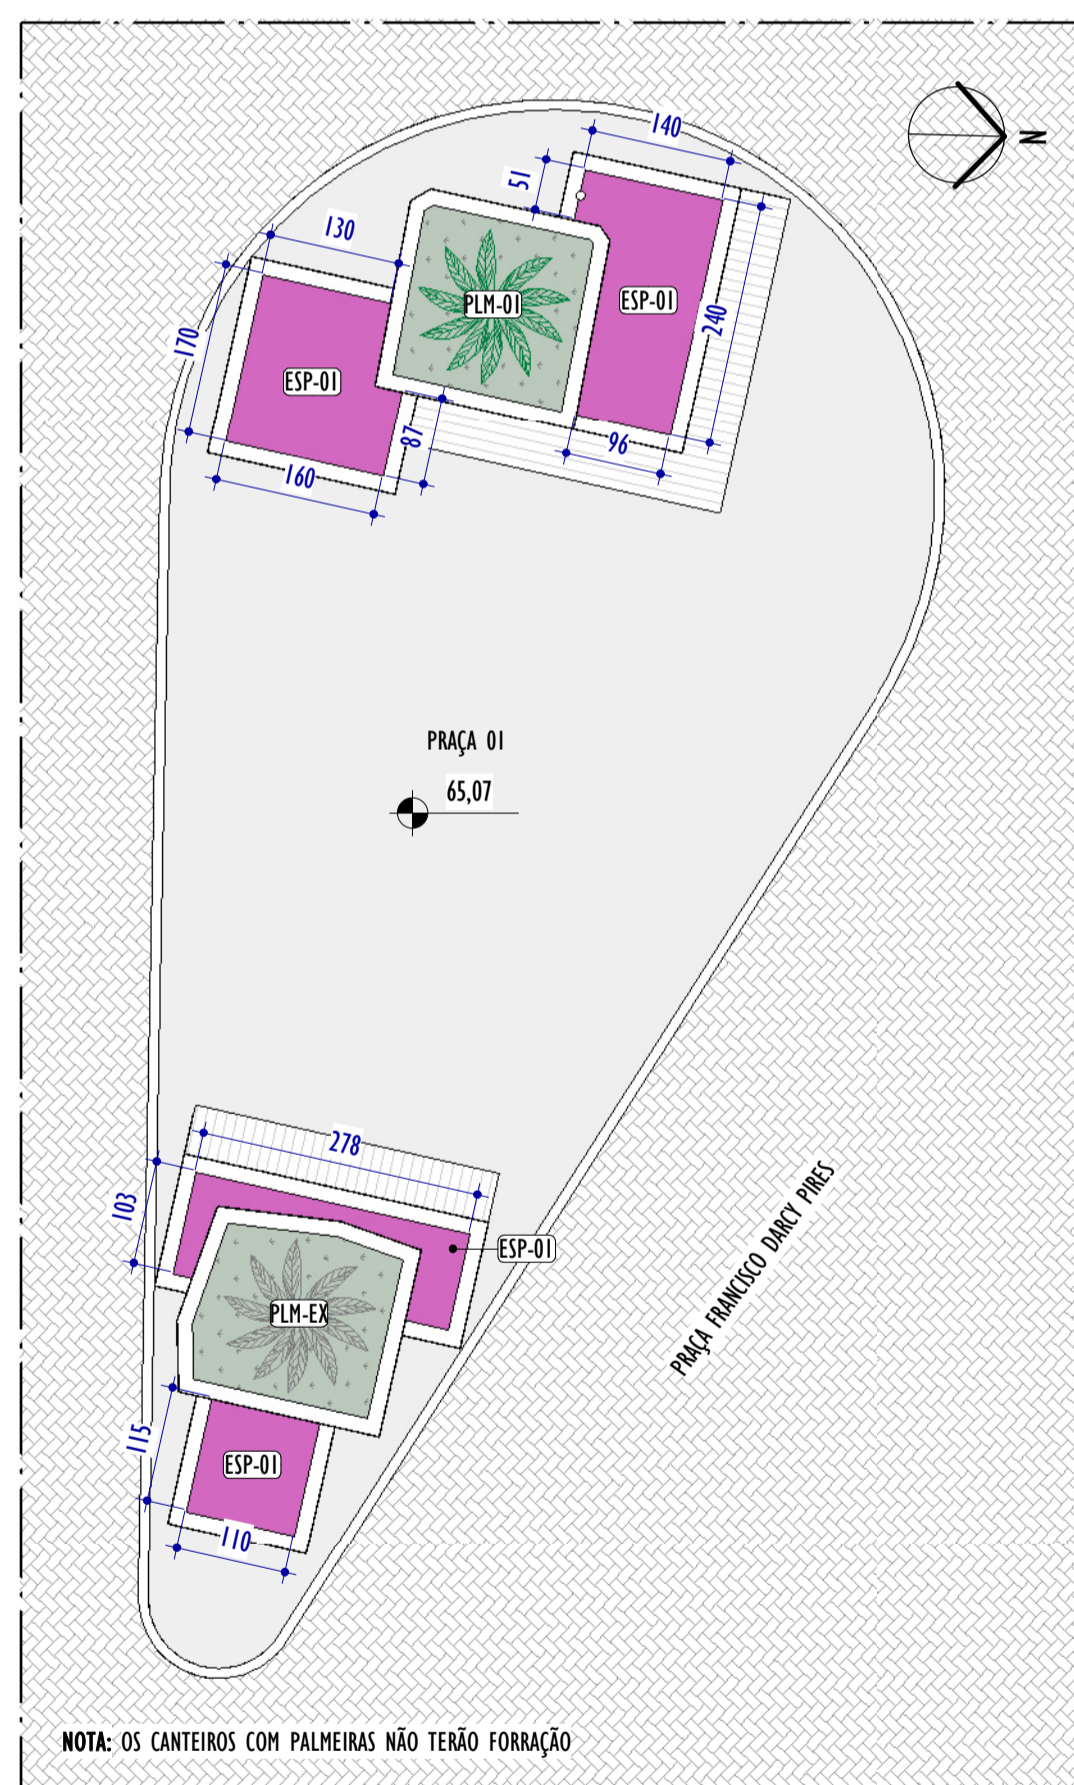 140
N
51
130
PLM-01
ESP-01
240
170
ESP-01
87
96
160
PRAÇA 01
65,07
278
103
ESP-01
PRAÇA FRANCISCO DARCY PIRES
PLM-EX
115
ESP-01
110
NOTA: OS CANTEIROS COM PALMEIRAS NÃO TERÃO FORRAÇÃO